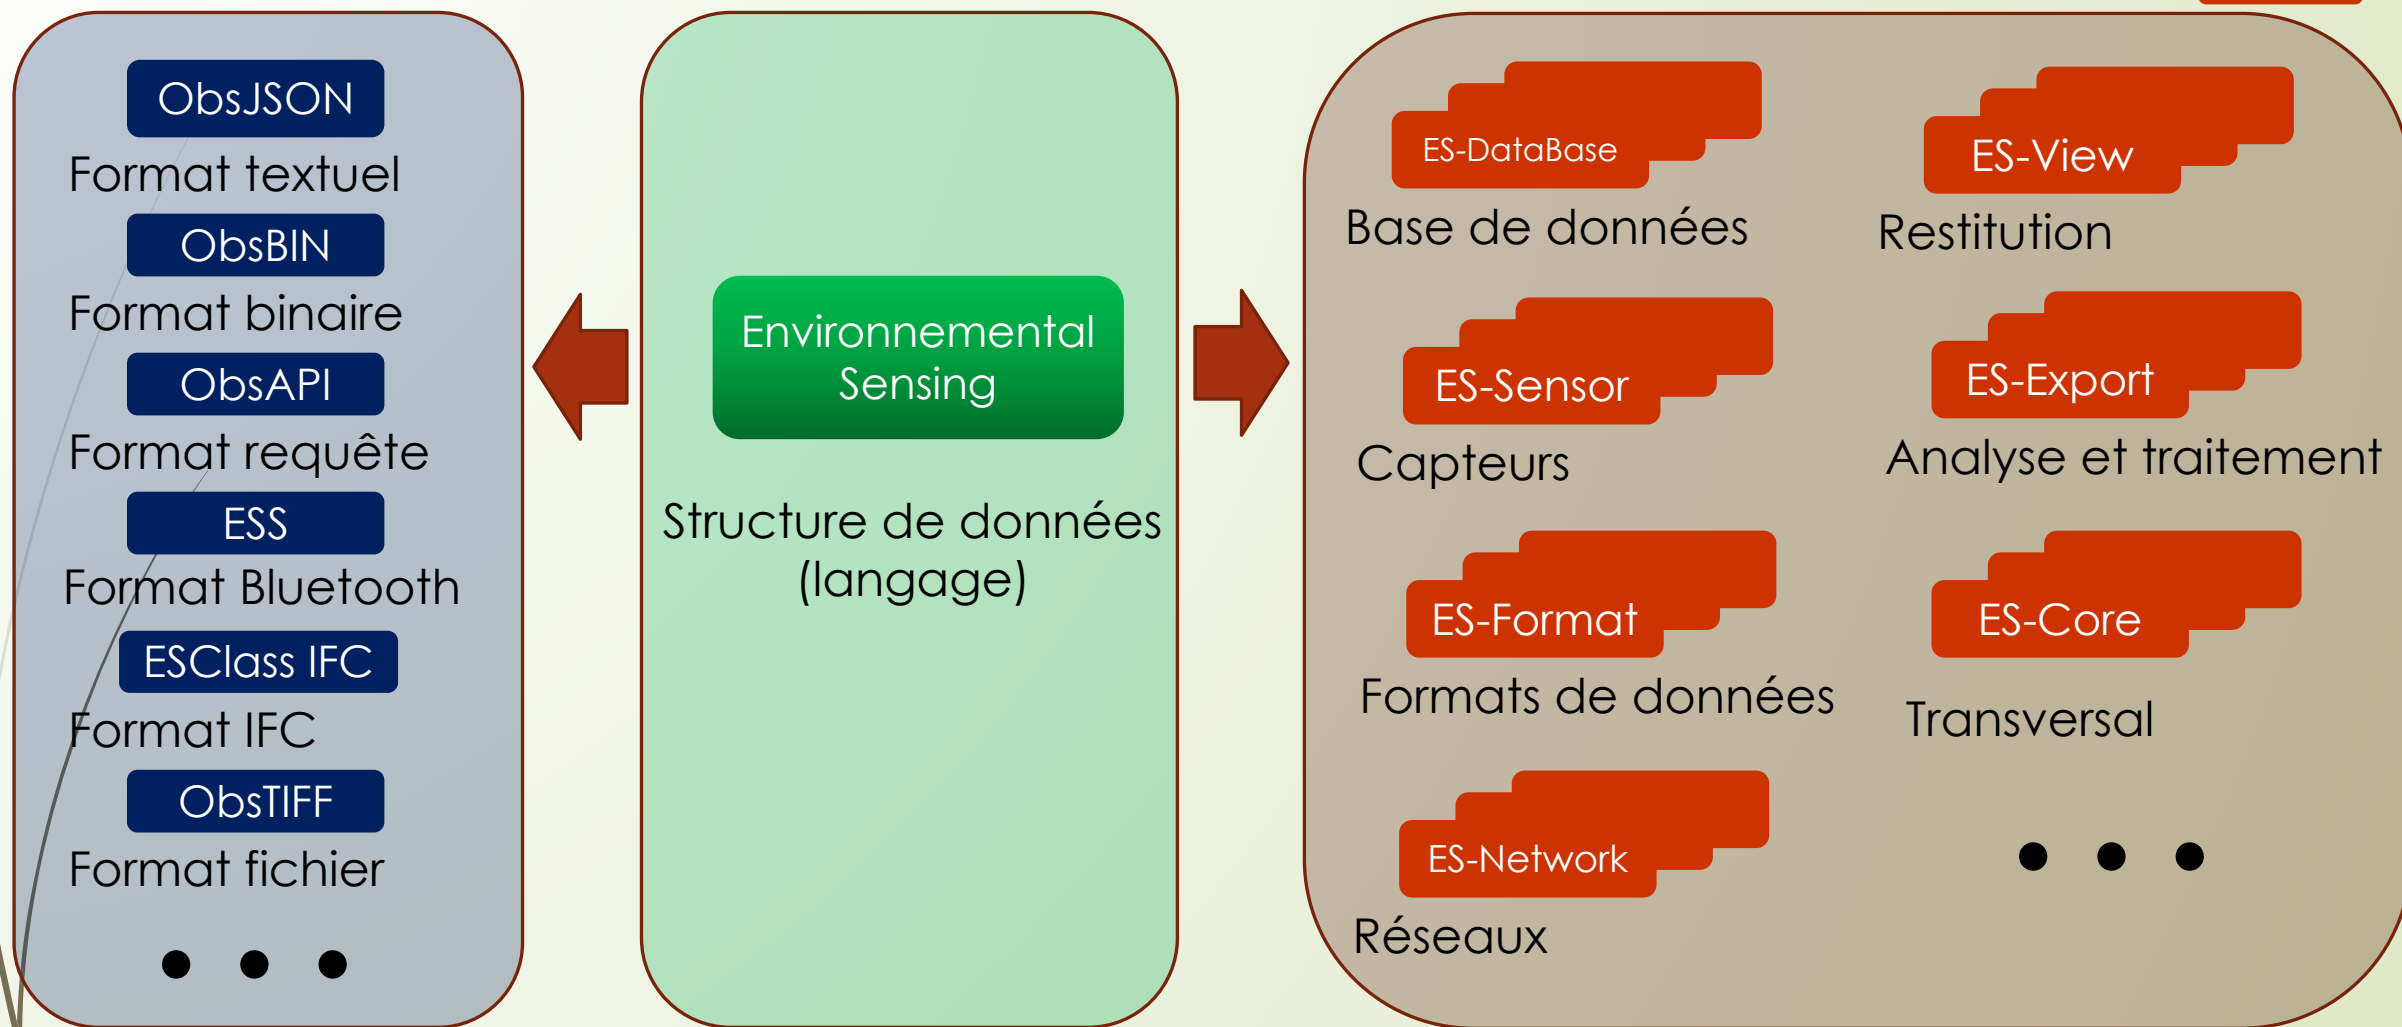 ObsJSON
Format textuel
ObsBIN
Format binaire
ObsAPI
Format requête
ESS
Format Bluetooth
ESClass IFC
Format IFC
ObsTIFF
Format fichier
Environnemental
Sensing
Structure de données
(langage)
ES-DataBase
Base de données
ES-Sensor
Capteurs
ES-Format
Formats de données
ES-Network
Réseaux
ES-View
Restitution
ES-Export
Analyse et traitement
ES-Core
Transversal